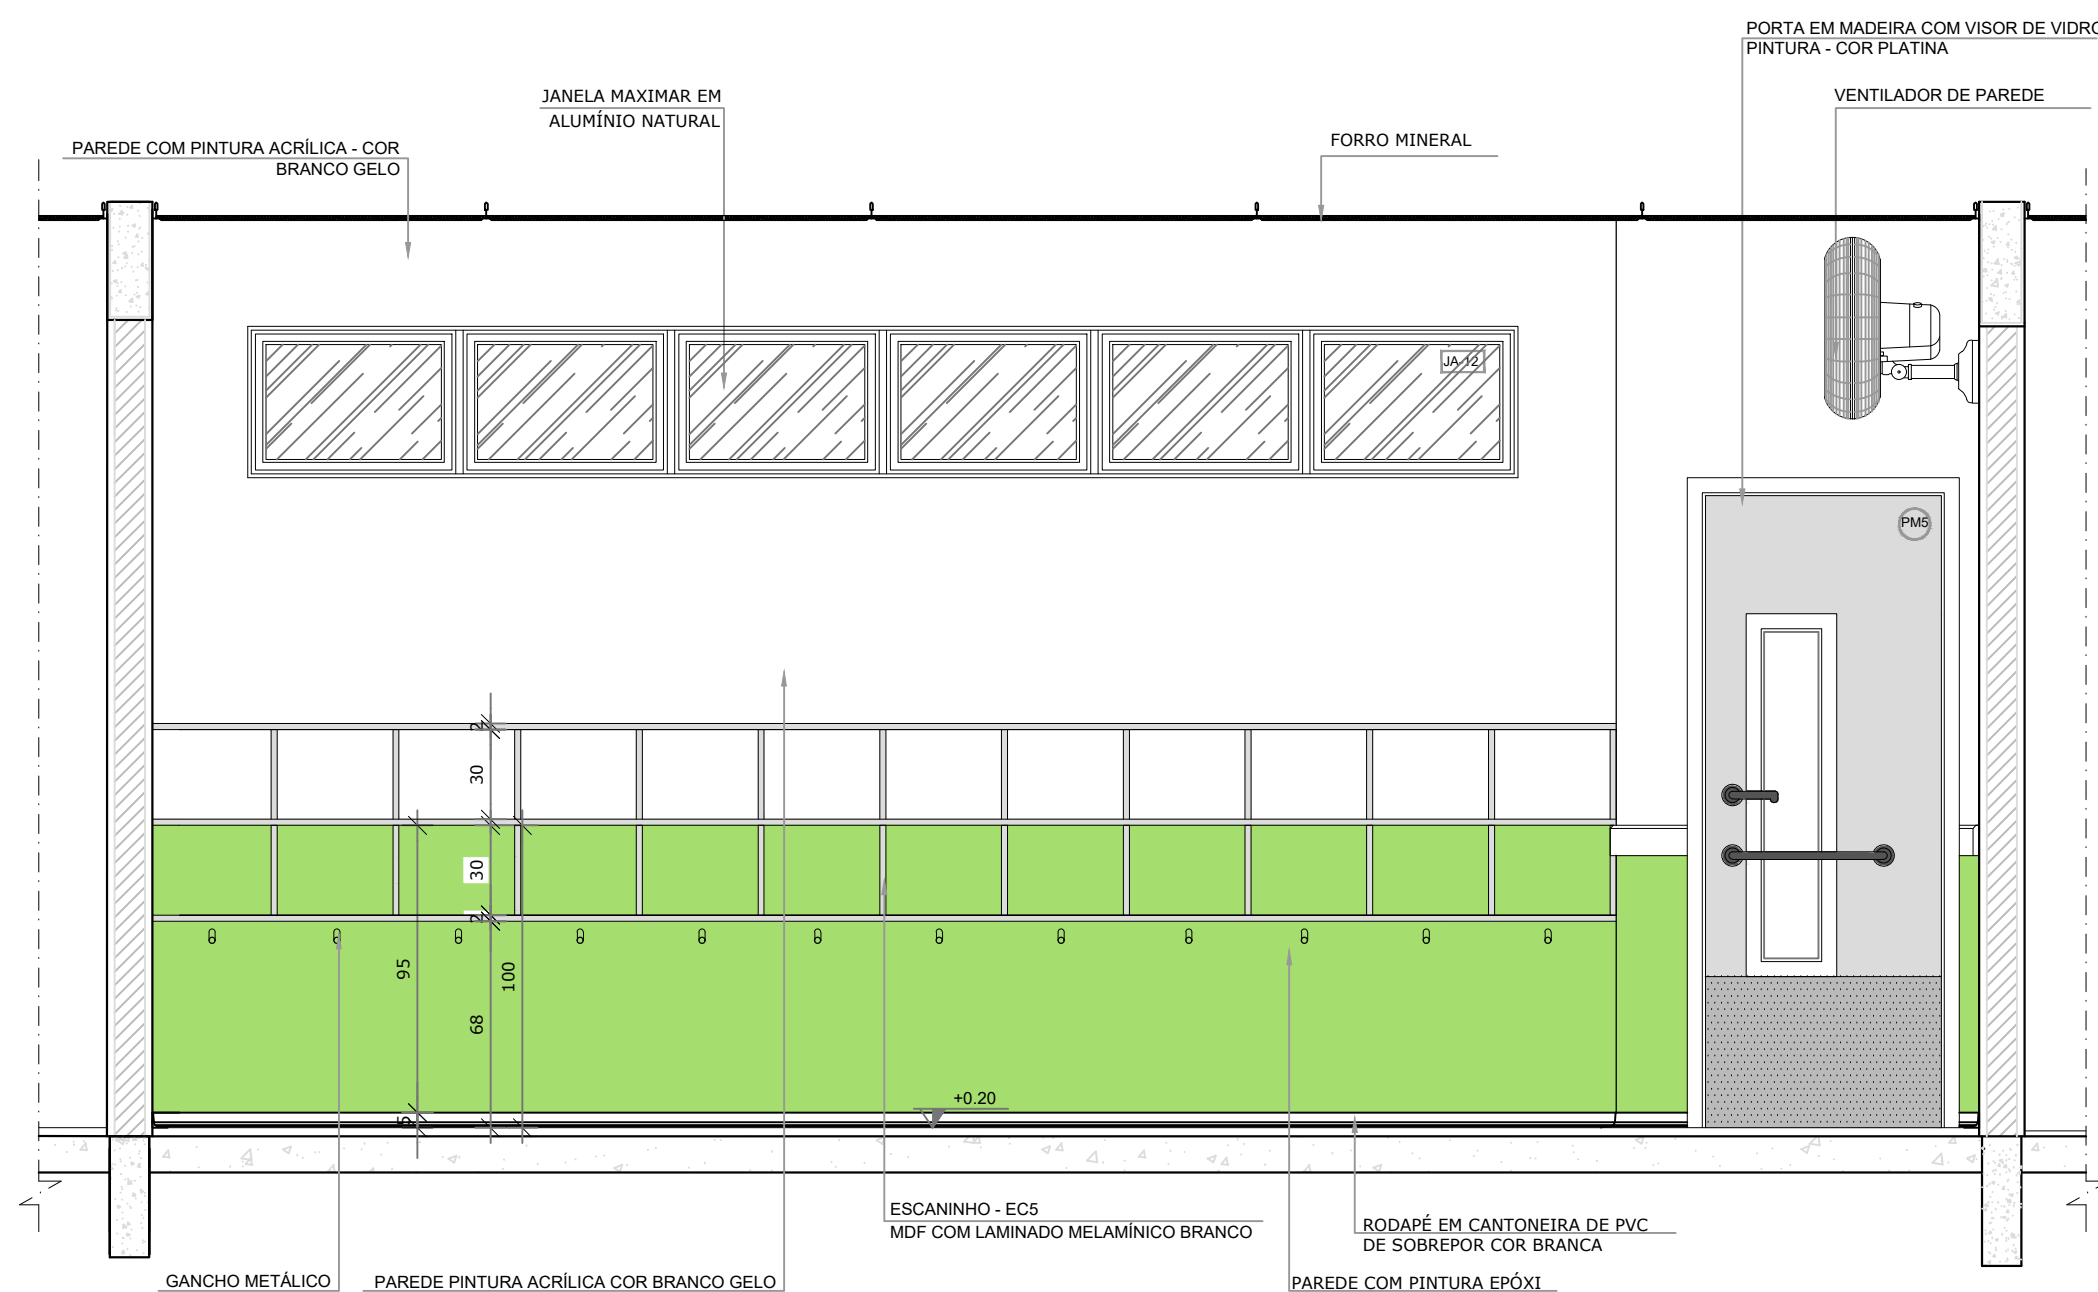 PORTA EM MADEIRA COM VISOR DE VIDRO
PINTURA - COR PLATINA
JANELA MAXIMAR EM
ALUMÍNIO NATURAL
VENTILADOR DE PAREDE
PAREDE COM PINTURA ACRÍLICA - COR
BRANCO GELO
FORRO MINERAL
JA-12
PM5
2
30
30
2
95
100
68
5
+0.20
ESCANINHO - EC5
MDF COM LAMINADO MELAMÍNICO BRANCO
RODAPÉ EM CANTONEIRA DE PVC
DE SOBREPOR COR BRANCA
GANCHO METÁLICO
PAREDE PINTURA ACRÍLICA COR BRANCO GELO
PAREDE COM PINTURA EPÓXI